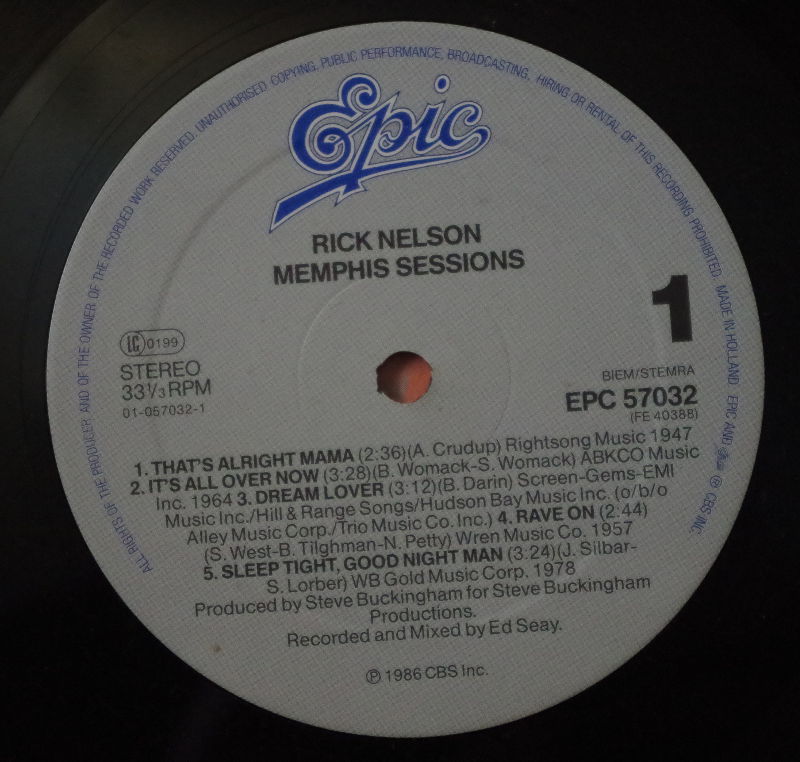 ALL RIGHTS OF THE PRODUCER AND OF THE OWNER OF THE RECORDED WORK RESERVED. UNAUTHORISED COPYING, PUBLIC PERFORMANCE, BROADCASTING, HIRING OR RENTAL OF THIS RECORDING PROHIBITED. MADE IN HOLLAND EPIC AND ® CBS INC.
Epic
RICK NELSON
MEMPHIS SESSIONS
1
LC 0199
STEREO
33⅓RPM
01-057032-1
BIEM/STEMRA
EPC 57032
(FE 40388)
1. THAT'S ALRIGHT MAMA (2:36)(A. Crudup) Rightsong Music 1947
2. IT'S ALL OVER NOW (3:28)(B. Womack-S. Womack) ABKCO Music
Inc. 1964 3. DREAM LOVER (3:12)(B. Darin) Screen-Gems-EMI
Music Inc./Hill & Range Songs/Hudson Bay Music Inc. (o/b/o
Alley Music Corp./Trio Music Co. Inc.) 4. RAVE ON (2:44)
(S. West-B. Tilghman-N. Petty) Wren Music Co. 1957
5. SLEEP TIGHT, GOOD NIGHT MAN (3:24)(J. Silbar-
S. Lorber) WB Gold Music Corp. 1978
Produced by Steve Buckingham for Steve Buckingham
Productions.
Recorded and Mixed by Ed Seay.
℗ 1986 CBS Inc.